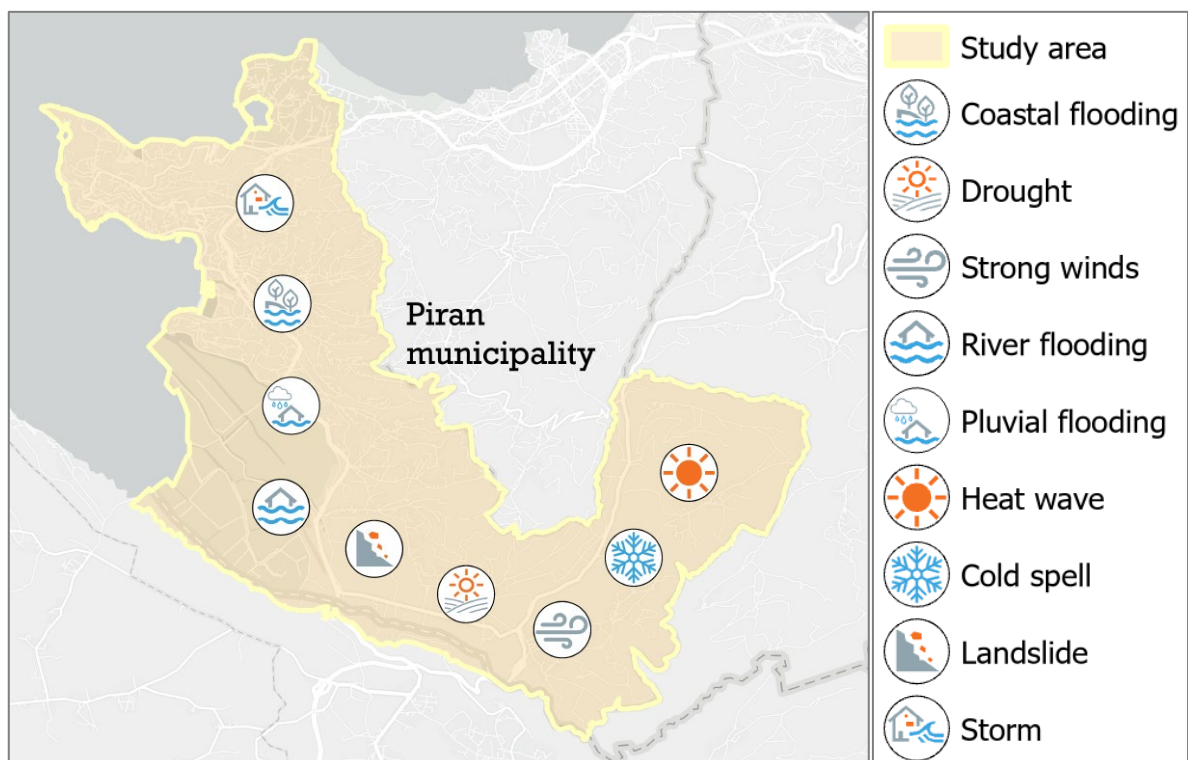 Piran
municipality
Study area
Coastal flooding
Drought
Strong winds
River flooding
Pluvial flooding
Heat wave
Cold spell
Landslide
Storm